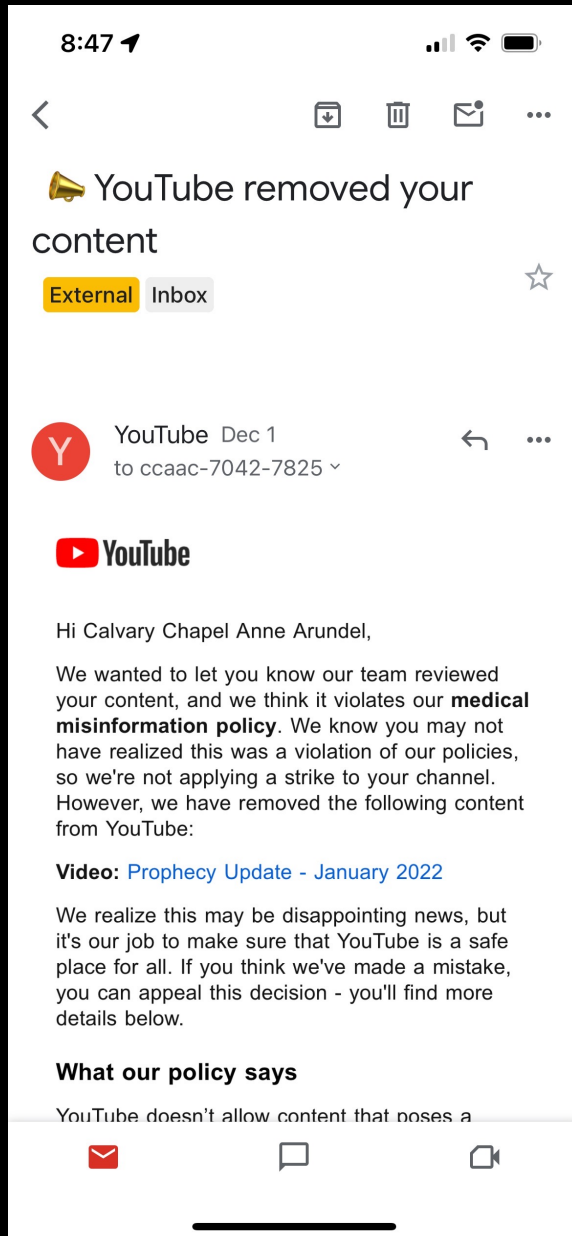 8:47
YouTube removed your
content
External Inbox
Y
YouTube Dec 1
to ccaac-7042-7825
YouTube
Hi Calvary Chapel Anne Arundel,
We wanted to let you know our team reviewed
your content, and we think it violates our medical
misinformation policy. We know you may not
have realized this was a violation of our policies,
so we're not applying a strike to your channel.
However, we have removed the following content
from YouTube:
Video: Prophecy Update - January 2022
We realize this may be disappointing news, but
it's our job to make sure that YouTube is a safe
place for all. If you think we've made a mistake,
you can appeal this decision - you'll find more
details below.
What our policy says
YouTube doesn't allow content that poses a